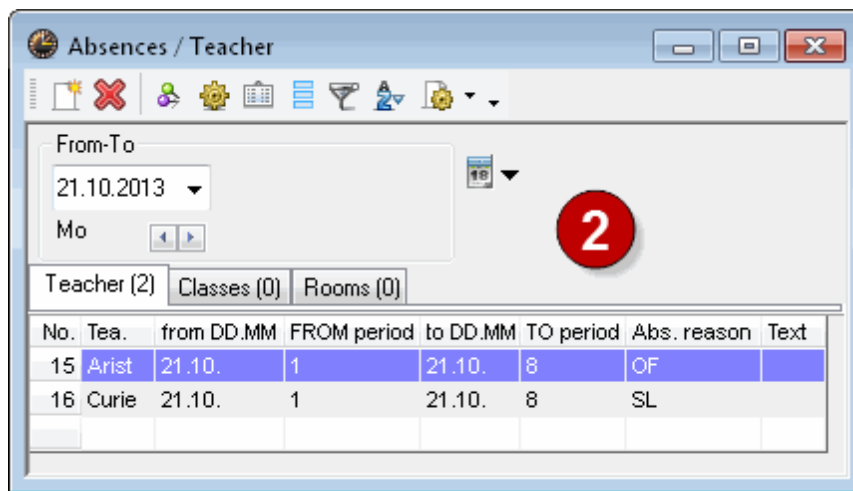 Absences / Teacher
From-To
21.10.2013
18
Mo
2
Teacher (2) Classes (0) Rooms (0)
No. Tea. from DD.MM FROM period to DD.MM TO period Abs. reason Text
15 Arist 21.10. 1 21.10. 8 OF
16 Curie 21.10. 1 21.10. 8 SL